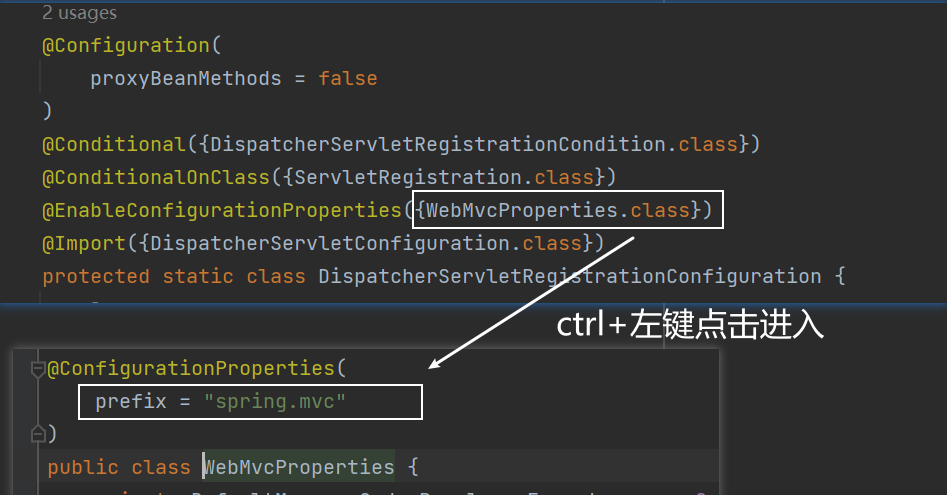 2 usages
@Configuration(
proxyBeanMethods = false
)
@Conditional({DispatcherServletRegistrationCondition.class})
@ConditionalOnClass({ServletRegistration.class})
@EnableConfigurationProperties({WebMvcProperties.class})
@Import({DispatcherServletConfiguration.class})
protected static class DispatcherServletRegistrationConfiguration {
ctrl+左键点击进入
@ConfigurationProperties(
prefix = "spring.mvc"
)
public class WebMvcProperties {